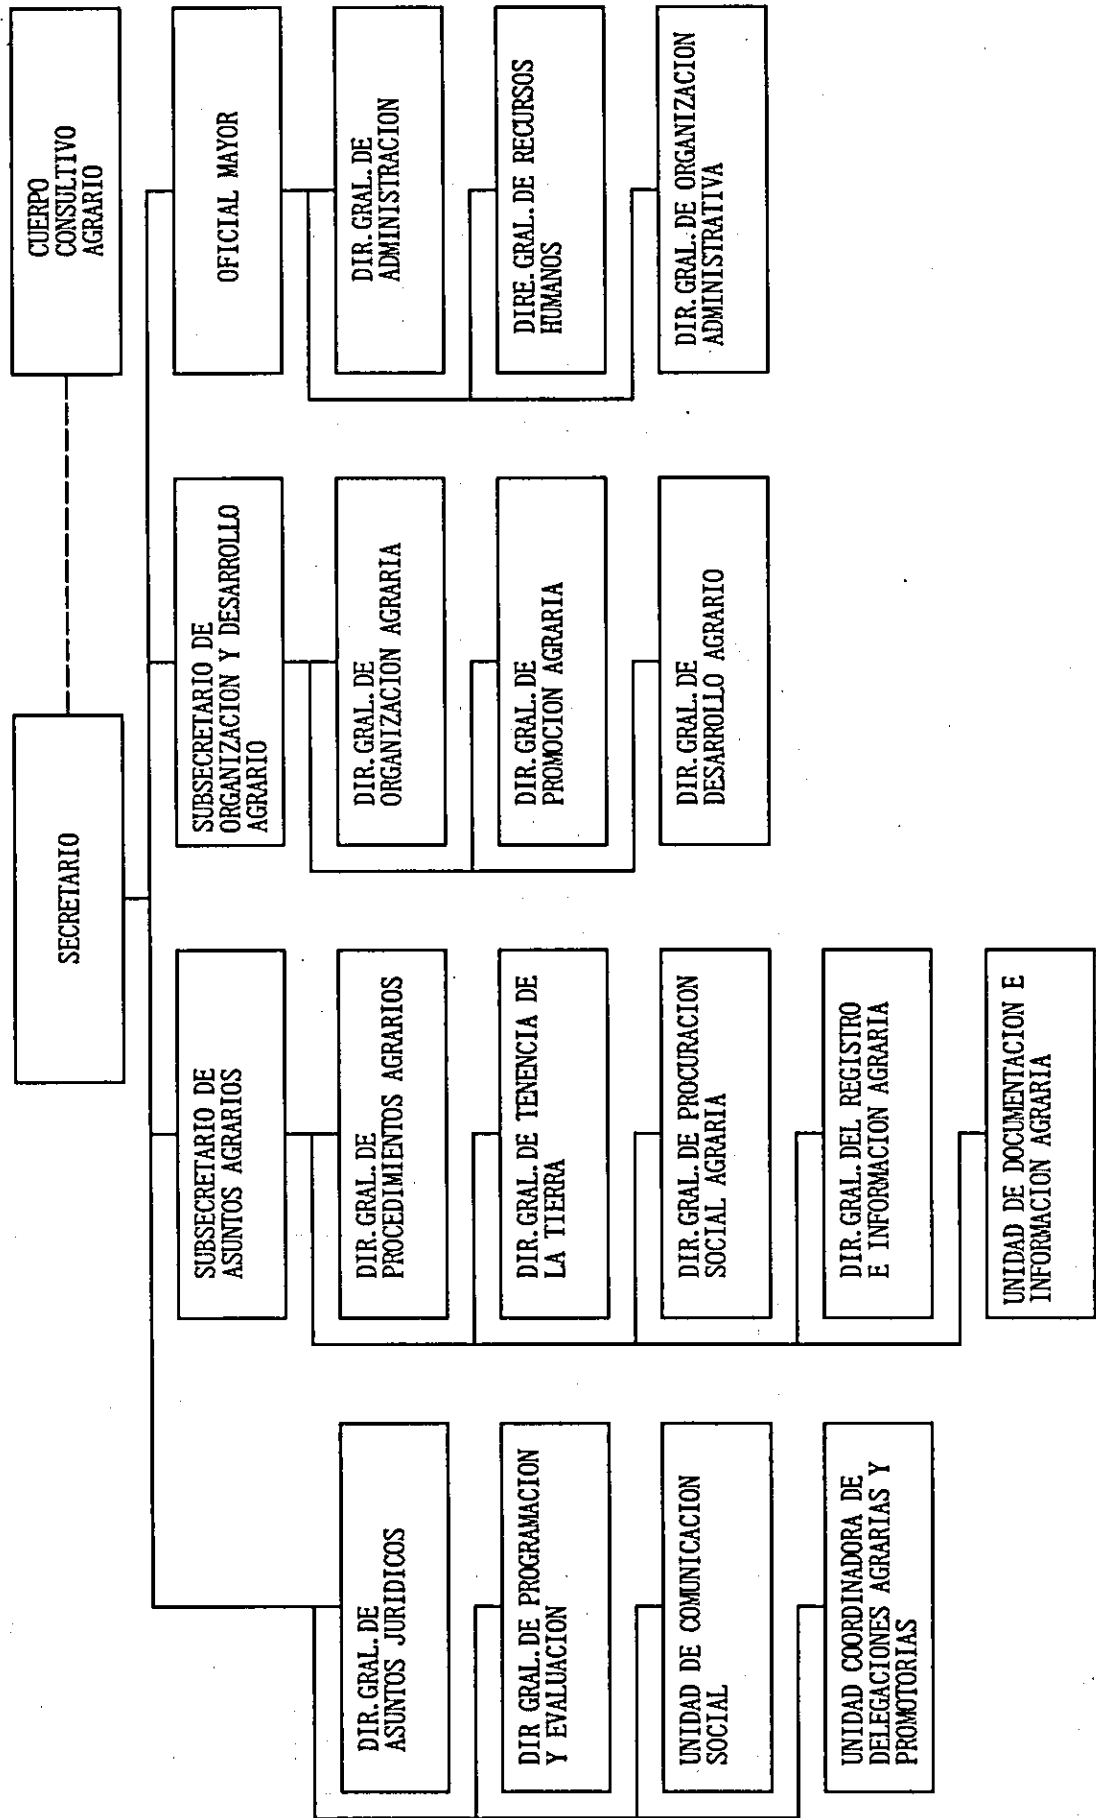 SECRETARIO
CUERPO
CONSULTIVO
AGRARIO
SUBSECRETARIO DE
ASUNTOS AGRARIOS
SUBSECRETARIO DE
ORGANIZACION Y DESARROLLO
AGRARIO
OFICIAL MAYOR
DIR.GRAL.DE
ASUNTOS JURIDICOS
DIR GRAL.DE PROGRAMACION
Y EVALUACION
UNIDAD DE COMUNICACION
SOCIAL
UNIDAD COORDINADORA DE
DELEGACIONES AGRARIAS Y
PROMOTORIAS
DIR.GRAL.DE
PROCEDIMIENTOS AGRARIOS
DIR.GRAL.DE TENENCIA DE
LA TIERRA
DIR.GRAL.DE PROCURACION
SOCIAL AGRARIA
DIR.GRAL.DEL REGISTRO
E INFORMACION AGRARIA
UNIDAD DE DOCUMENTACION E
INFORMACION AGRARIA
DIR.GRAL.DE
ORGANIZACION AGRARIA
DIR.GRAL.DE
PROMOCION AGRARIA
DIR.GRAL.DE
DESARROLLO AGRARIO
DIR.GRAL.DE
ADMINISTRACION
DIRE.GRAL.DE RECURSOS
HUMANOS
DIR.GRAL.DE ORGANIZACION
ADMINISTRATIVA